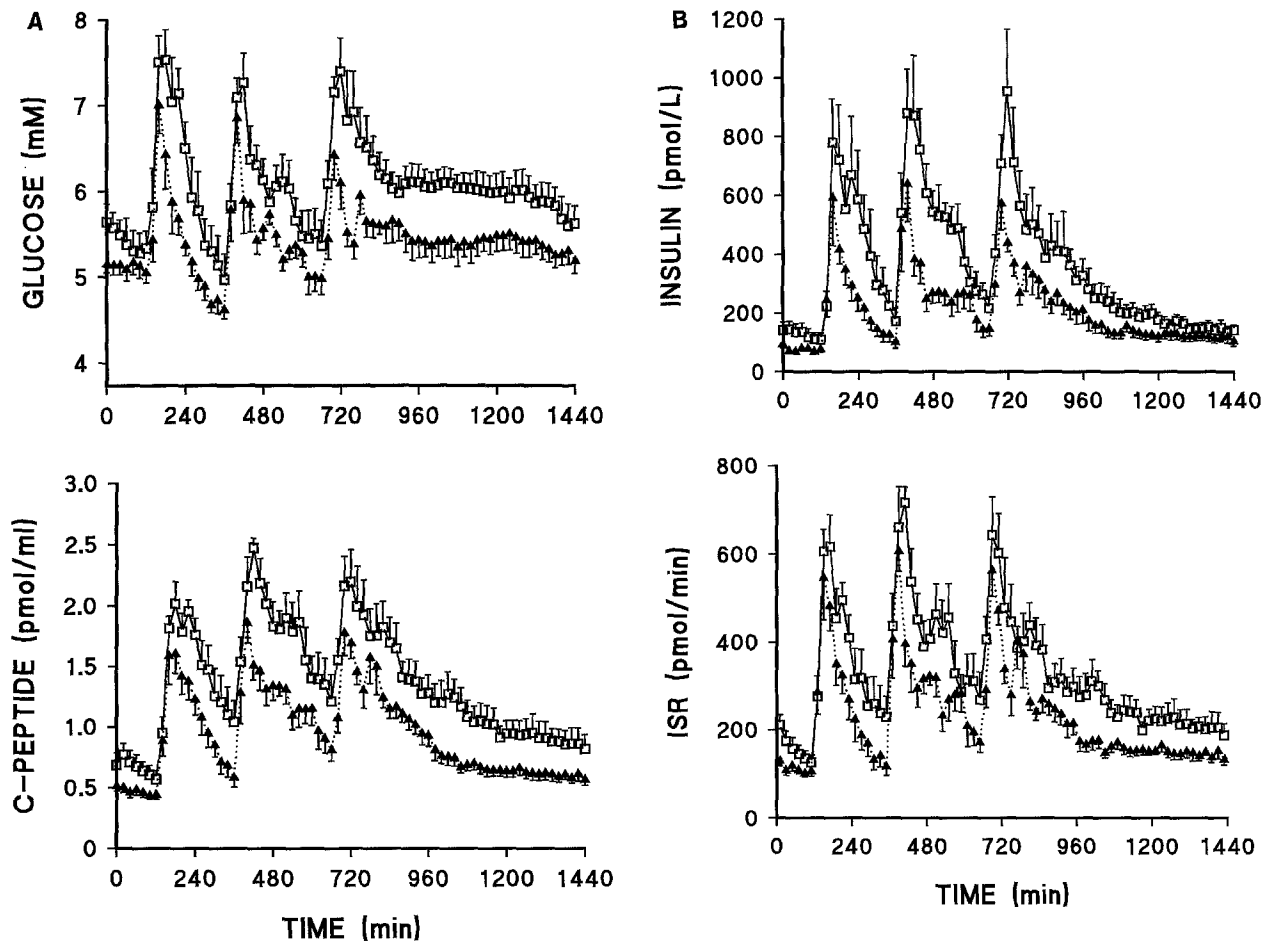 A
GLUCOSE (mM)
8
7
6
5
4
0 240 480 720 960 1200 1440
B
INSULIN (pmol/L)
1200
1000
800
600
400
200
0
0 240 480 720 960 1200 1440
C-PEPTIDE (pmol/ml)
3.0
2.5
2.0
1.5
1.0
0.5
0
0 240 480 720 960 1200 1440
TIME (min)
ISR (pmol/min)
800
600
400
200
0
0 240 480 720 960 1200 1440
TIME (min)